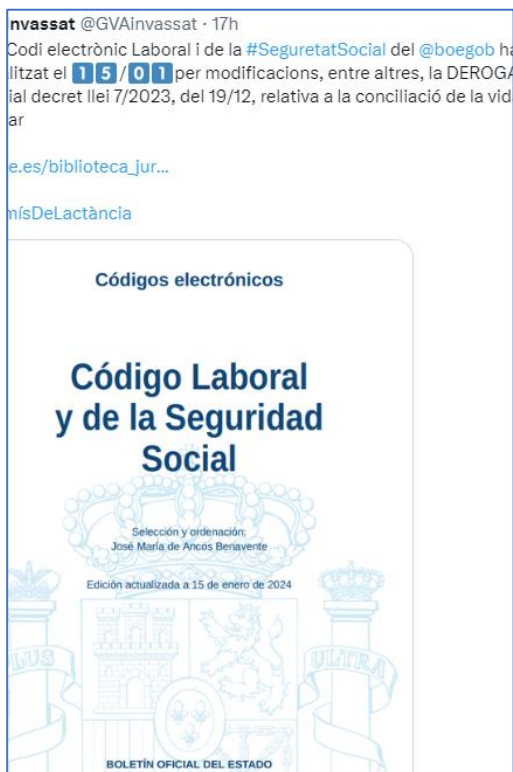 nvassat @GVAinvassat · 17h
Codi electrònic Laboral i de la #SeguretatSocial del @boegob ha
litzat el 15/01 per modificacions, entre altres, la DEROGA
ial decret llei 7/2023, del 19/12, relativa a la conciliació de la vid
ar
e.es/biblioteca_jur...
mísDeLactància
Códigos electrónicos
Código Laboral
y de la Seguridad
Social
Selección y ordenación:
José María de Ancos Benavente
Edición actualizada a 15 de enero de 2024
PLUS
ULTRA
BOLETÍN OFICIAL DEL ESTADO